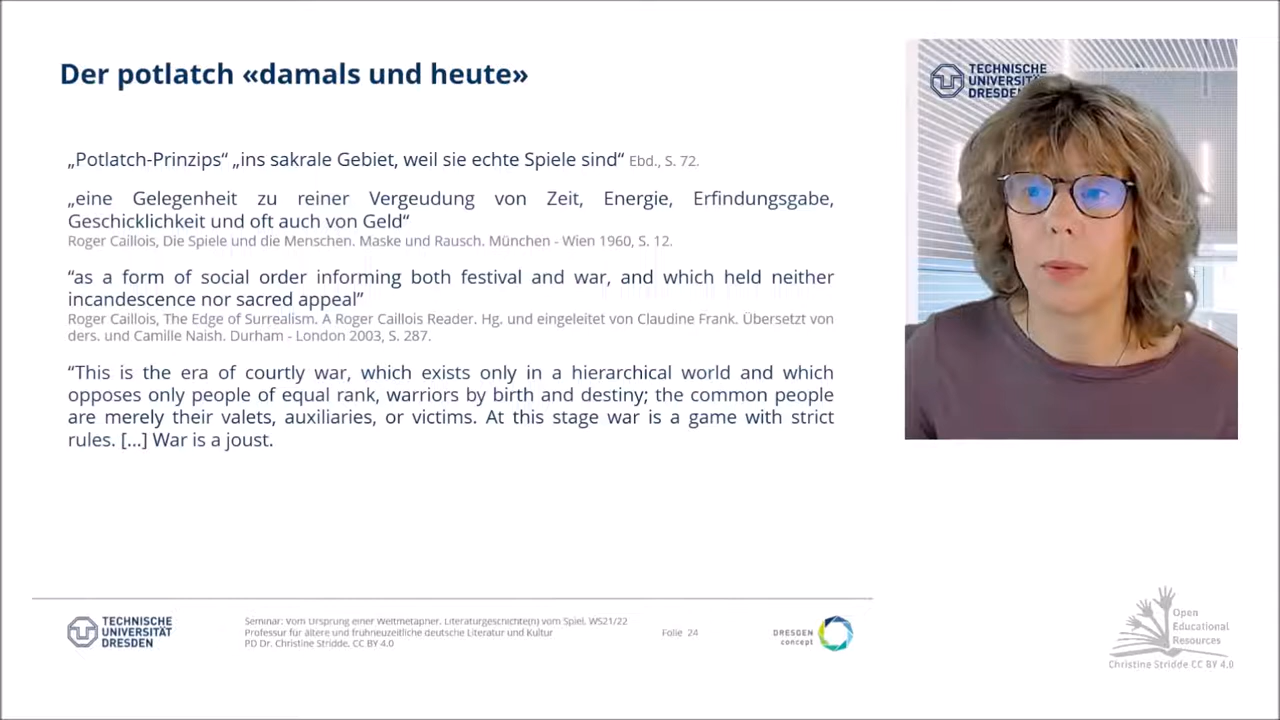 Der potlatch «damals und heute»
„Potlatch-Prinzips“ „ins sakrale Gebiet, weil sie echte Spiele sind“ Ebd., S. 72.
„eine Gelegenheit zu reiner Vergeudung von Zeit, Energie, Erfindungsgabe,
Geschicklichkeit und oft auch von Geld“
Roger Caillois, Die Spiele und die Menschen. Maske und Rausch. München - Wien 1960, S. 12.
“as a form of social order informing both festival and war, and which held neither
incandescence nor sacred appeal”
Roger Caillois, The Edge of Surrealism. A Roger Caillois Reader. Hg. und eingeleitet von Claudine Frank. Übersetzt von
ders. und Camille Naish. Durham - London 2003, S. 287.
“This is the era of courtly war, which exists only in a hierarchical world and which
opposes only people of equal rank, warriors by birth and destiny; the common people
are merely their valets, auxiliaries, or victims. At this stage war is a game with strict
rules. [...] War is a joust.
TECHNISCHE
UNIVERSITÄT
DRESDEN
TECHNISCHE
UNIVERSITÄT
DRESDEN
Seminar: Vom Ursprung einer Weltmetapher. Literaturgeschichte(n) vom Spiel, WS21/22
Professur für ältere und frühneuzeitliche deutsche Literatur und Kultur
PD Dr. Christine Stridde, CC BY 4.0
Folie 24
DRESDEN
concept
Open
Educational
Resources
Christine Stridde CC BY 4.0